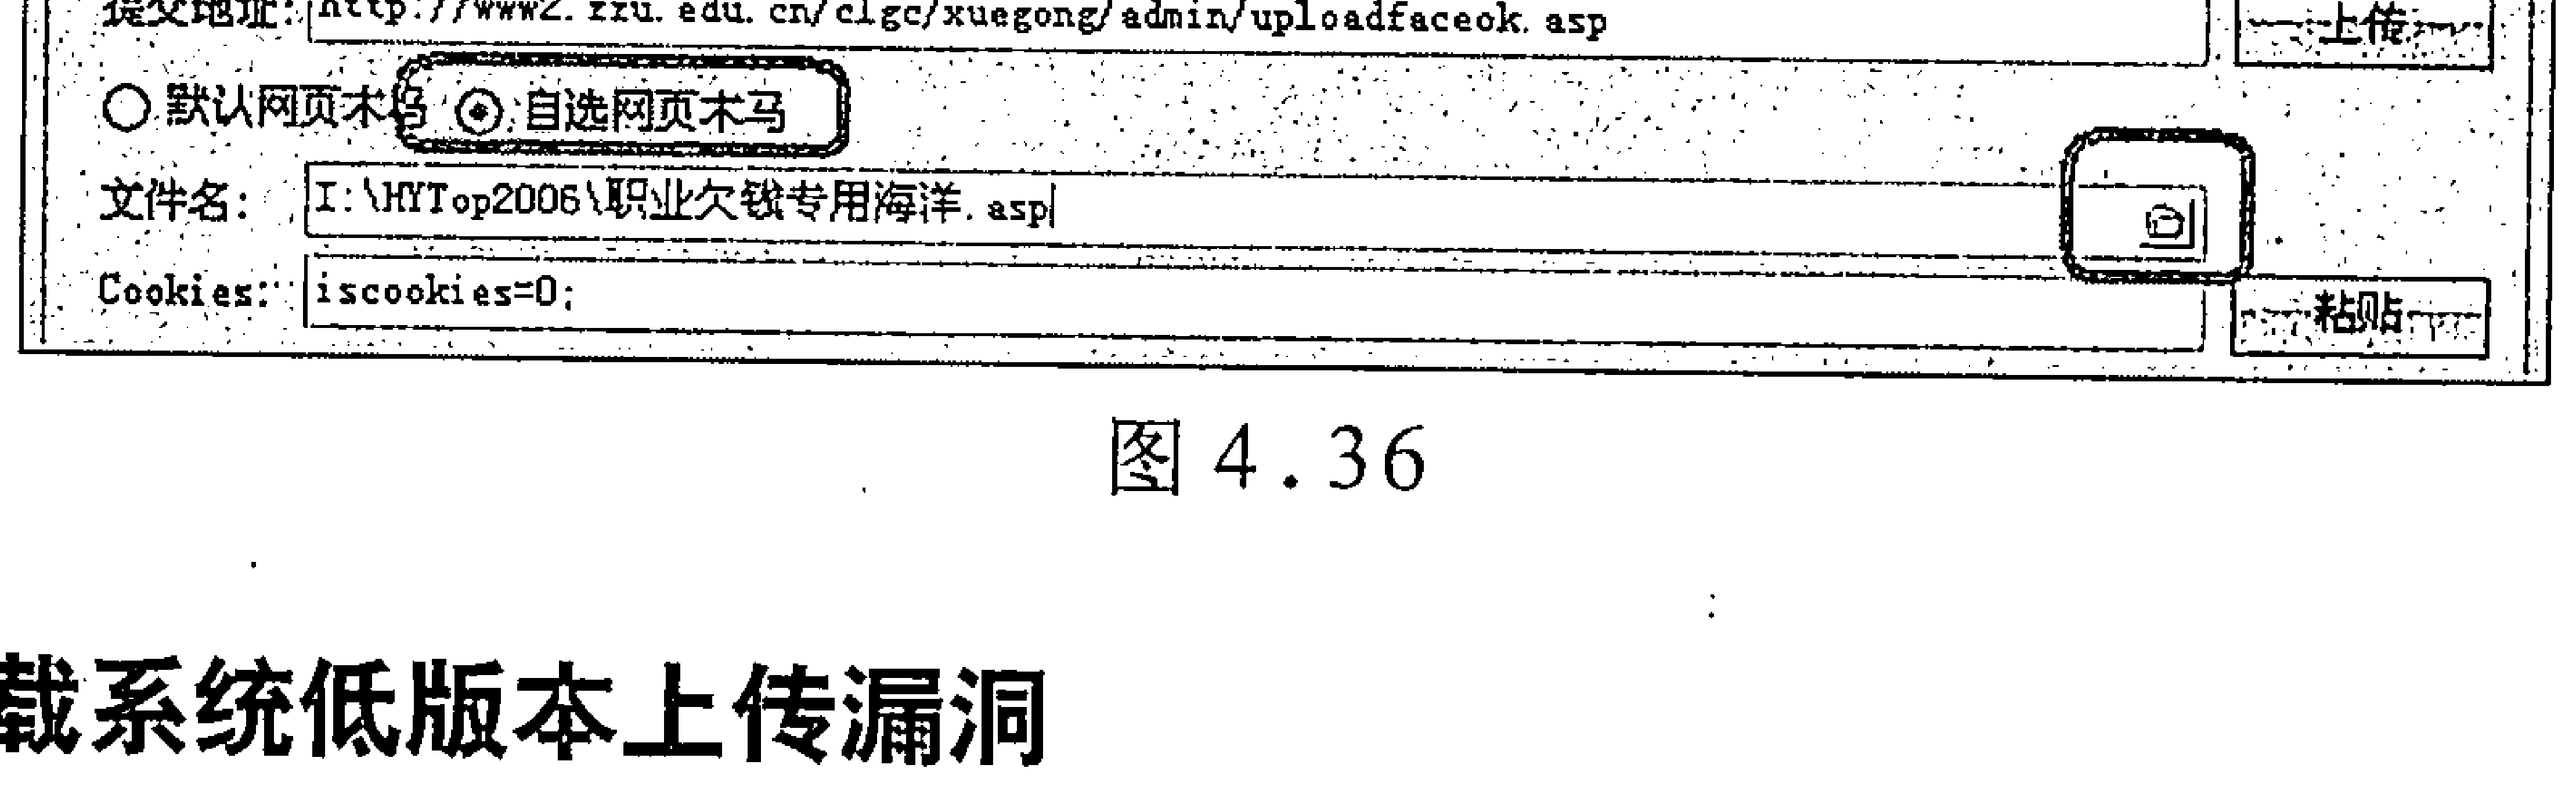 提交地址: http://www2.zzu.edu.cn/clgc/xuegong/admin/uploadfaceok.asp 上传
默认网页木马 自选网页木马
文件名: I:\HYTop2006\职业欠钱专用海洋.asp
Cookies: iscookies=0; 粘贴
图 4.36
载系统低版本上传漏洞